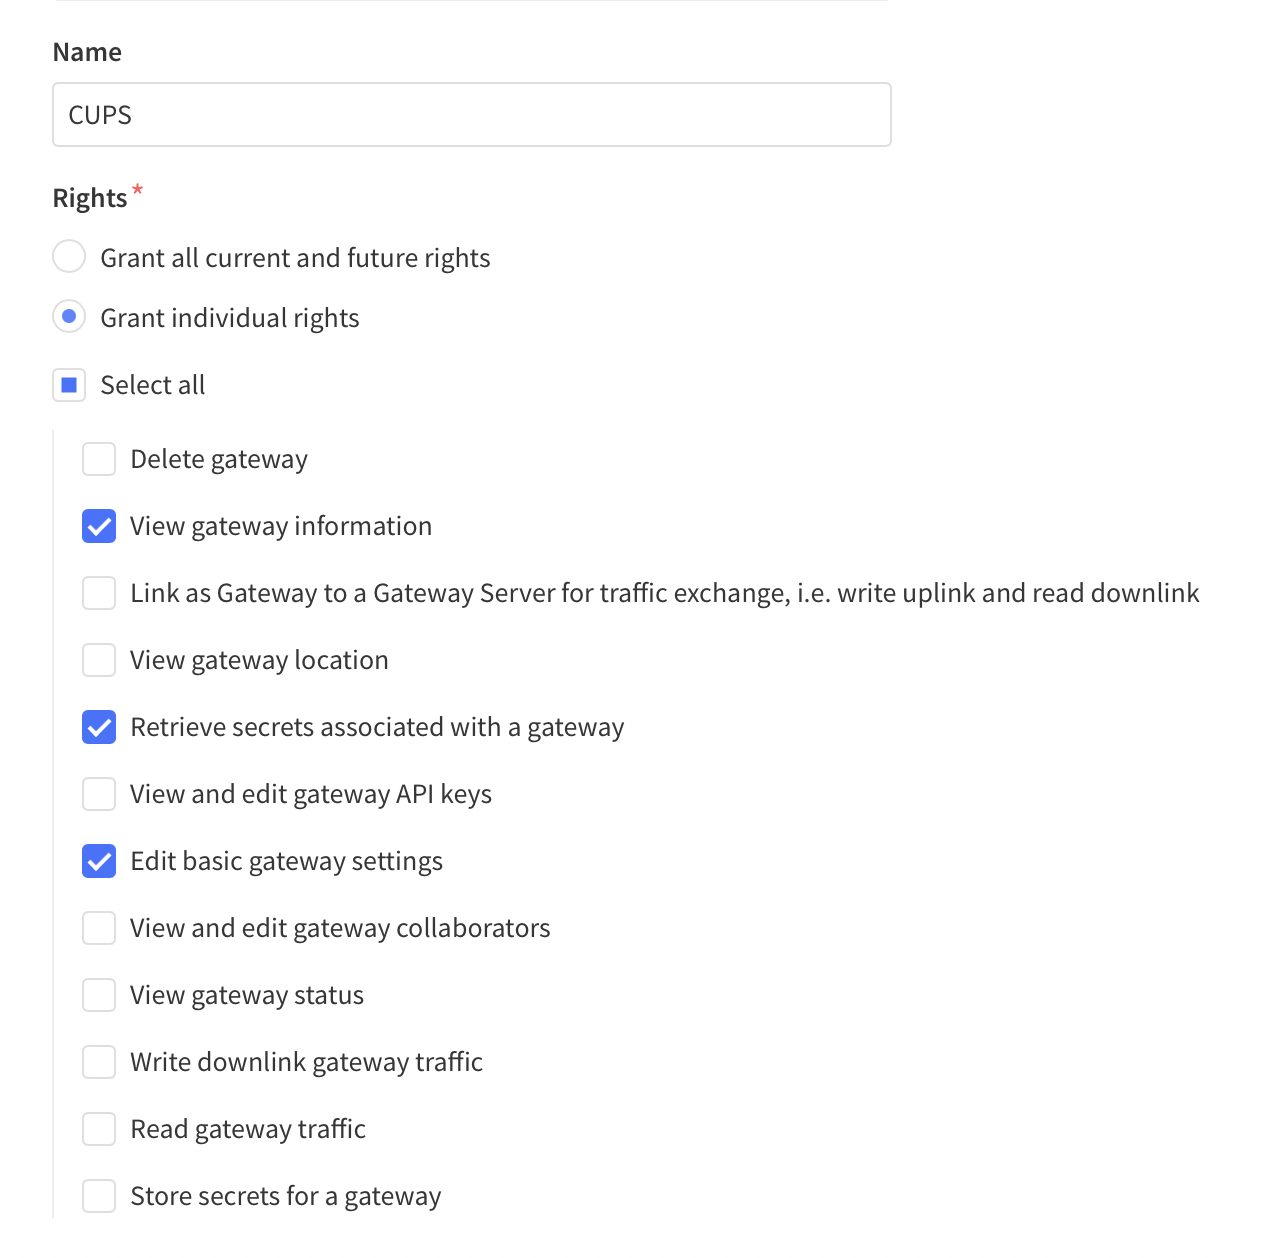 Name
CUPS
Rights *
Grant all current and future rights
Grant individual rights
Select all
Delete gateway
View gateway information
Link as Gateway to a Gateway Server for traffic exchange, i.e. write uplink and read downlink
View gateway location
Retrieve secrets associated with a gateway
View and edit gateway API keys
Edit basic gateway settings
View and edit gateway collaborators
View gateway status
Write downlink gateway traffic
Read gateway traffic
Store secrets for a gateway